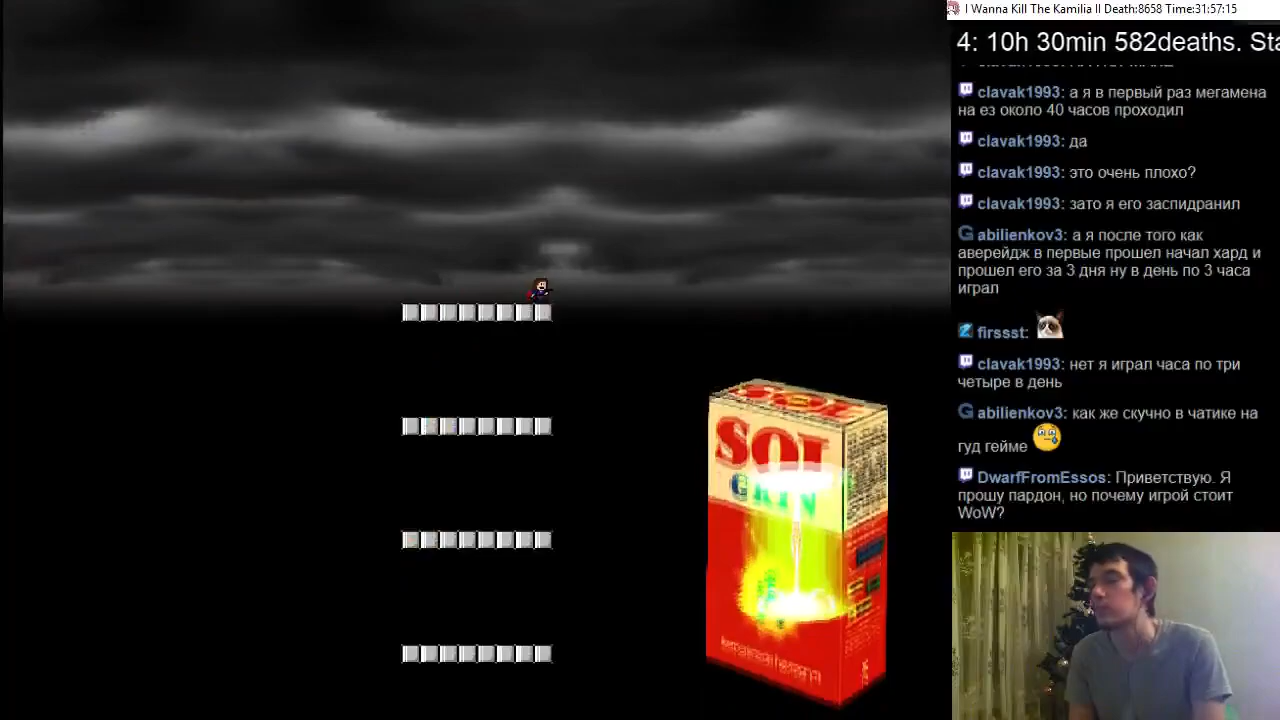 I Wanna Kill The Kamilia II Death:8658 Time:31:57:15
4: 10h 30min 582deaths. Sta
clavak1993: а я в первый раз мегамена
на ез около 40 часов проходил
clavak1993: да
clavak1993: это очень плохо?
clavak1993: зато я его заспидранил
abilienkov3: а я после того как
аверейдж в первые прошел начал хард и
прошел его за 3 дня ну в день по 3 часа
играл
firssst:
clavak1993: нет я играл часа по три
четыре в день
abilienkov3: как же скучно в чатике на
гуд гейме
DwarfFromEssos: Приветствую. Я
прошу пардон, но почему игрой стоит
WoW?
SOI